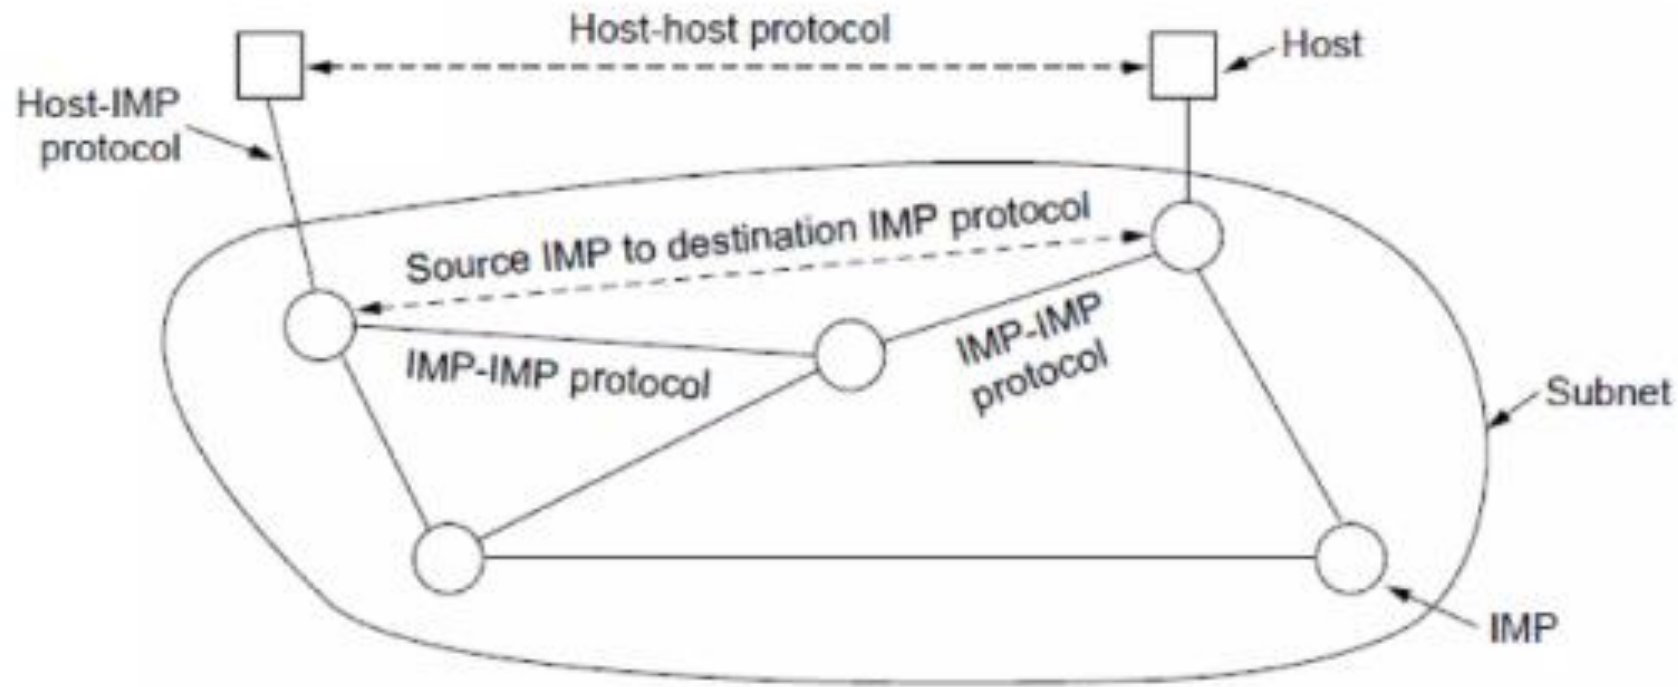 Host-host protocol
Host
Host-IMP
protocol
Source IMP to destination IMP protocol
IMP-IMP protocol
IMP-IMP
protocol
Subnet
IMP